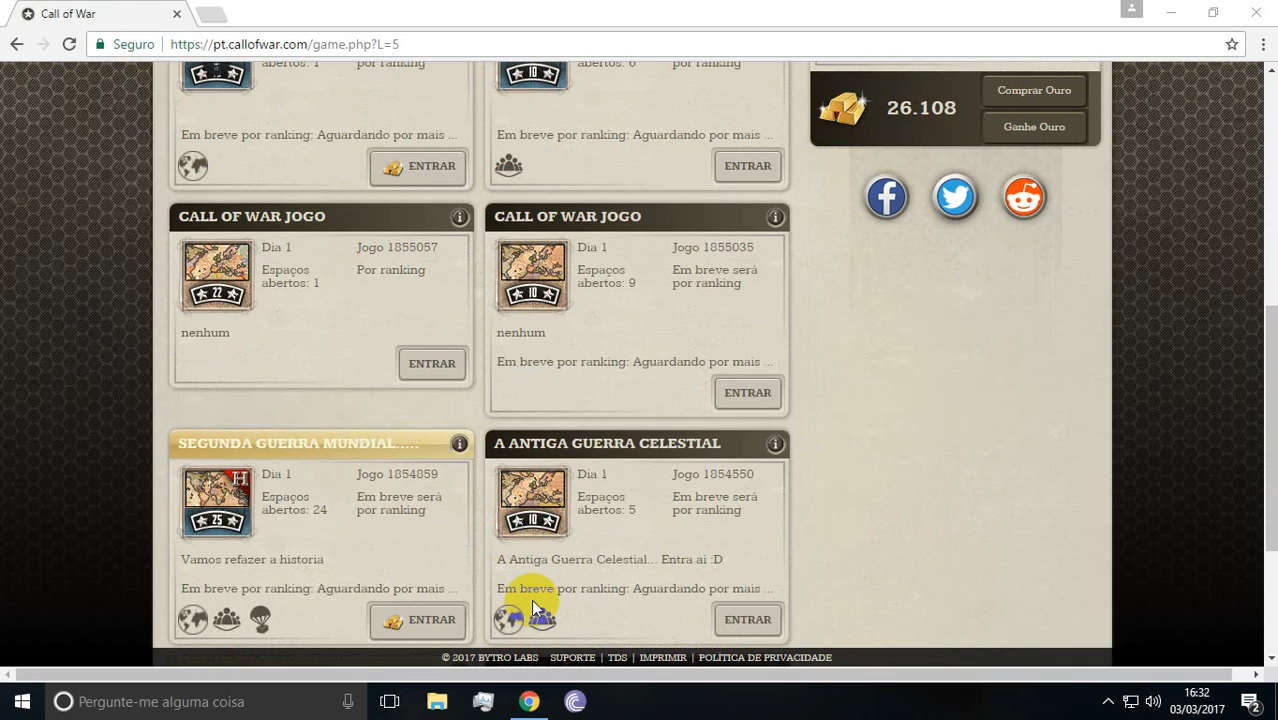 Call of War
Seguro https://pt.callofwar.com/game.php?L=5
abertos: 1 por ranking
10
abertos: 6 por ranking
Em breve por ranking: Aguardando por mais ...
Em breve por ranking: Aguardando por mais ...
ENTRAR
ENTRAR
26.108
Comprar Ouro
Ganhe Ouro
CALL OF WAR JOGO
Dia 1 Jogo 1855057
Espaços
abertos: 1
Por ranking
22
nenhum
ENTRAR
CALL OF WAR JOGO
Dia 1 Jogo 1855035
Espaços
abertos: 9
Em breve será
por ranking
10
nenhum
Em breve por ranking: Aguardando por mais ...
ENTRAR
SEGUNDA GUERRA MUNDIAL.....
H
Dia 1 Jogo 1854859
Espaços
abertos: 24
Em breve será
por ranking
25
Vamos refazer a historia
Em breve por ranking: Aguardando por mais ...
ENTRAR
A ANTIGA GUERRA CELESTIAL
Dia 1 Jogo 1854550
Espaços
abertos: 5
Em breve será
por ranking
10
A Antiga Guerra Celestial... Entra ai :D
Em breve por ranking: Aguardando por mais ...
ENTRAR
© 2017 BYTRO LABS SUPORTE | TDS | IMPRIMIR | POLÍTICA DE PRIVACIDADE
Pergunte-me alguma coisa
16:32
03/03/2017
2